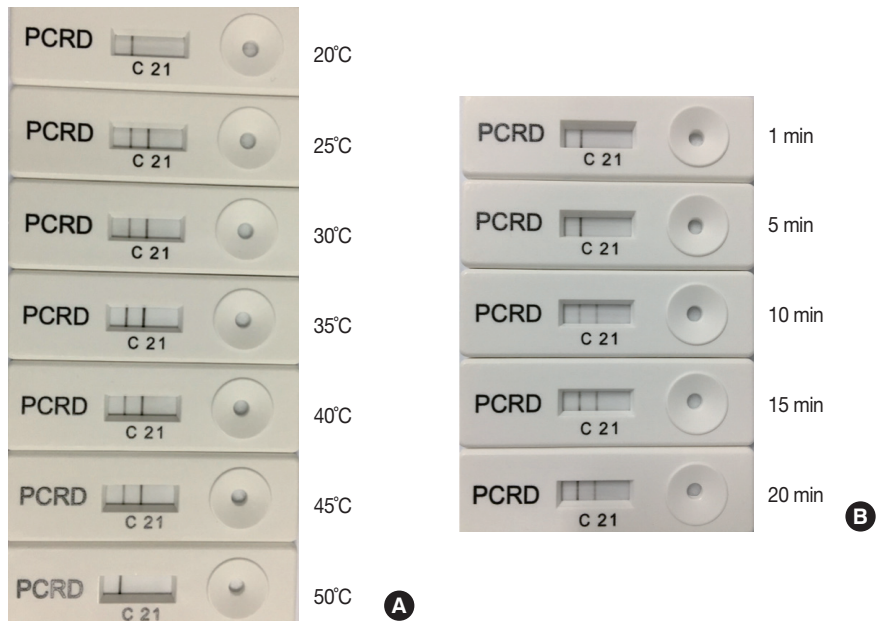 PCRD
C 21
20°C
PCRD
C 21
25°C
PCRD
C 21
30°C
PCRD
C 21
35°C
PCRD
C 21
40°C
PCRD
C 21
45°C
PCRD
C 21
50°C
A
PCRD
C 21
1 min
PCRD
C 21
5 min
PCRD
C 21
10 min
PCRD
C 21
15 min
PCRD
C 21
20 min
B